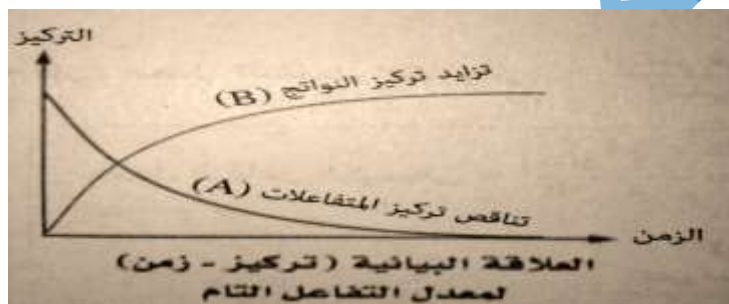 التركيز
تزايد تركيز النواتج (B)
تناقص تركيز المتفاعلات (A)
الزمن
العلاقة البيانية (تركيز - زمن)
لمعدل التفاعل التام